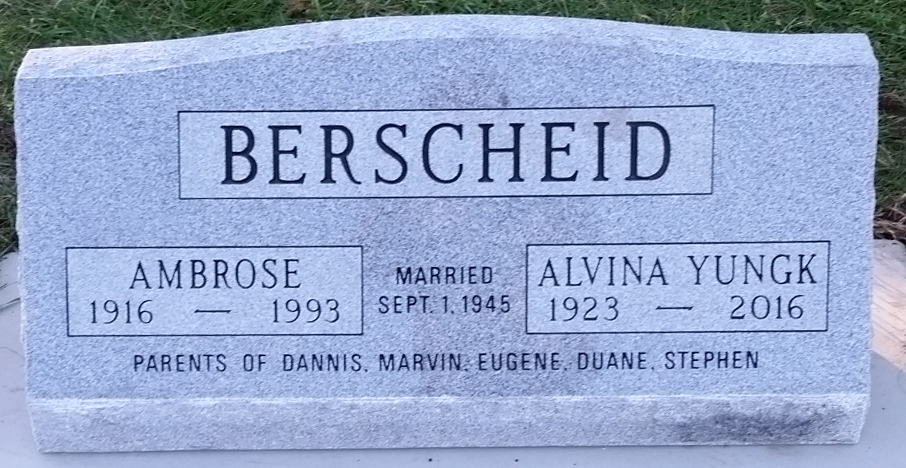 BERSCHEID
AMBROSE
1916 — 1993
MARRIED
SEPT. 1, 1945
ALVINA YUNGK
1923 — 2016
PARENTS OF DANNIS, MARVIN, EUGENE, DUANE, STEPHEN